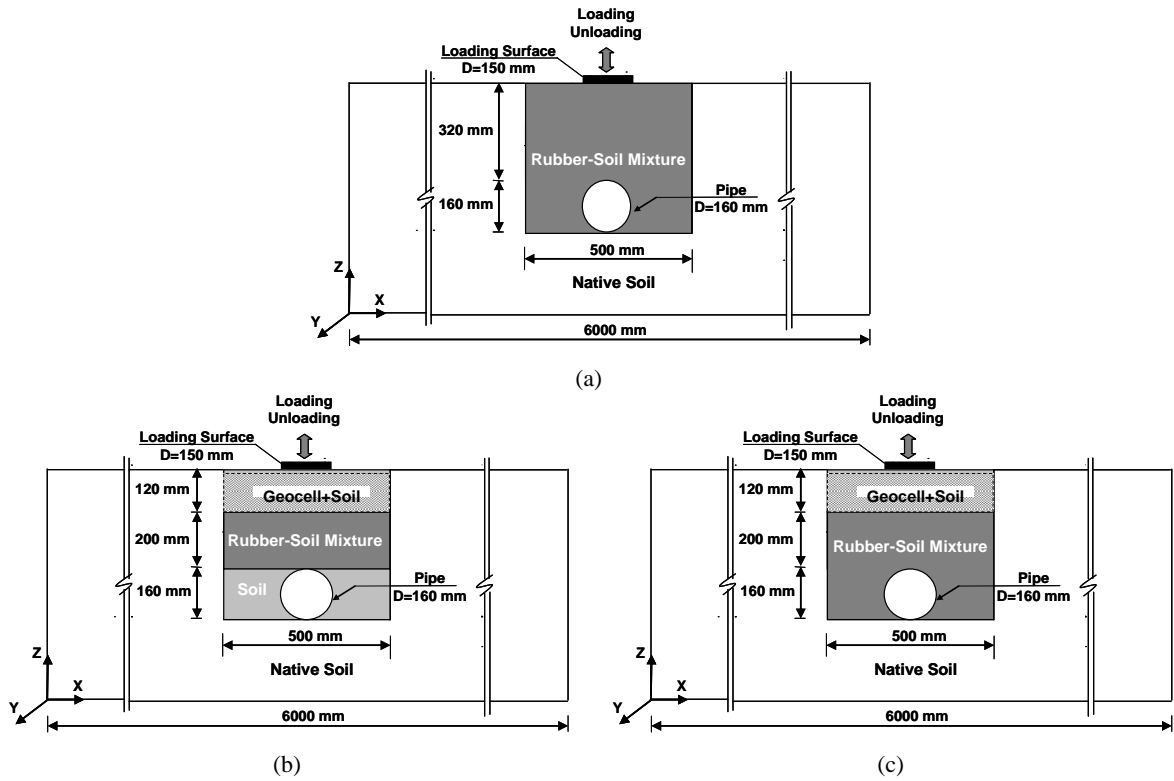 Loading
Unloading
Loading Surface
D=150 mm
320 mm
Rubber-Soil Mixture
Pipe
D=160 mm
160 mm
500 mm
Native Soil
Z
X
Y
6000 mm
(a)
Loading
Unloading
Loading Surface
D=150 mm
120 mm
Geocell+Soil
200 mm
Rubber-Soil Mixture
Soil
160 mm
Pipe
D=160 mm
500 mm
Native Soil
Z
X
Y
6000 mm
(b)
Loading
Unloading
Loading Surface
D=150 mm
120 mm
Geocell+Soil
200 mm
Rubber-Soil Mixture
160 mm
Pipe
D=160 mm
500 mm
Native Soil
Z
X
Y
6000 mm
(c)